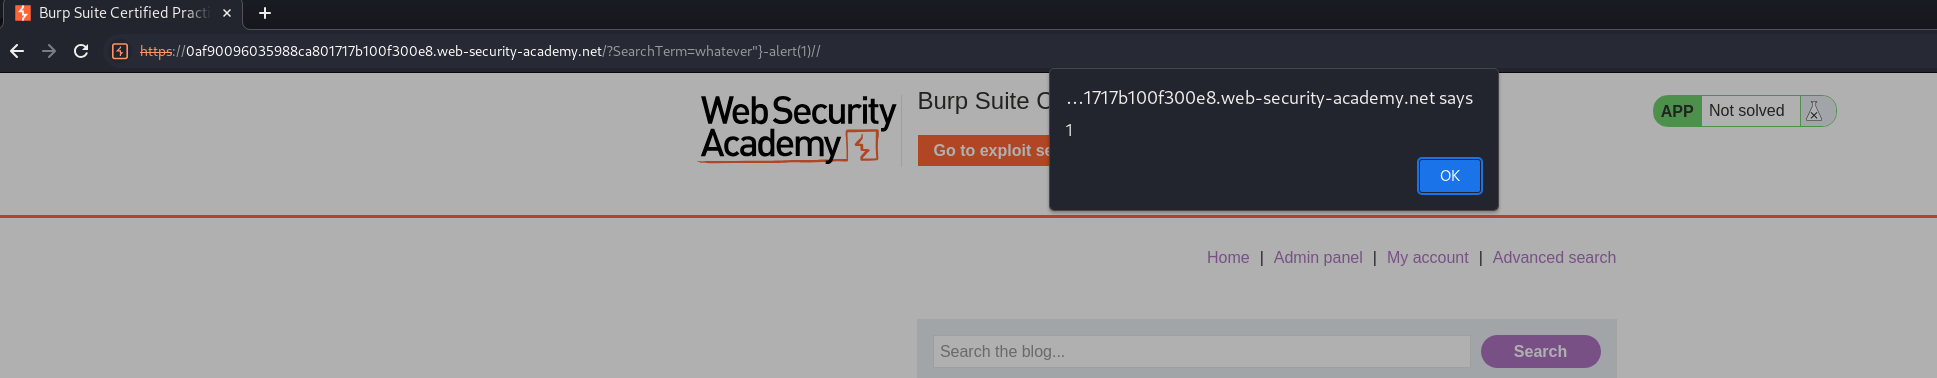 Burp Suite Certified Practi
https://0af90096035988ca801717b100f300e8.web-security-academy.net/?SearchTerm=whatever"}-alert(1)//
...1717b100f300e8.web-security-academy.net says
1
OK
WebSecurity
Academy
Burp Suite C
Go to exploit se
APP Not solved
Home | Admin panel | My account | Advanced search
Search the blog... Search